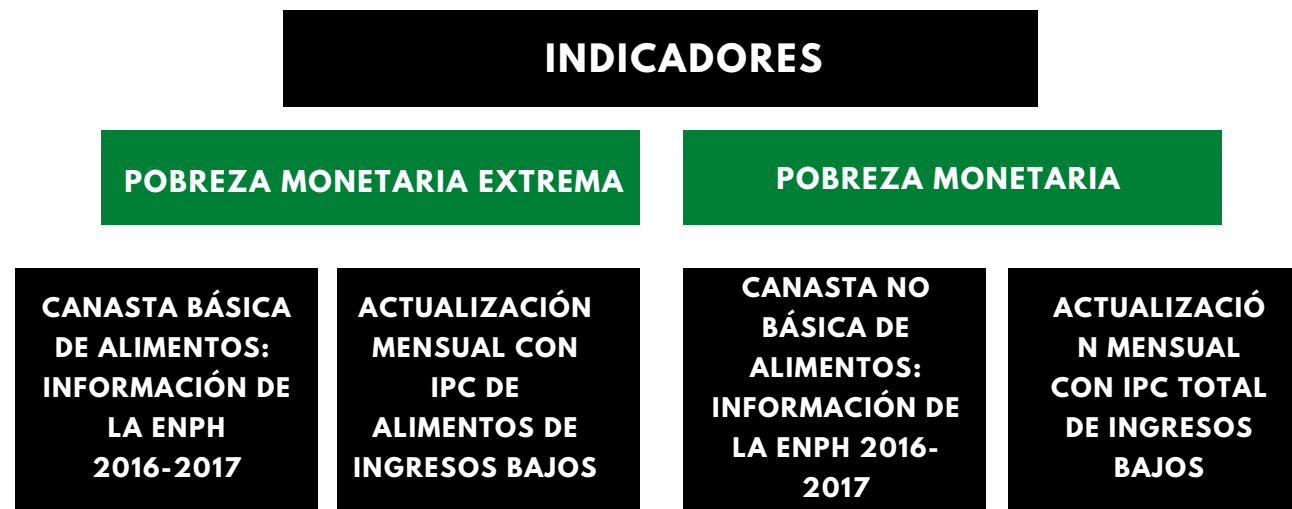 INDICADORES
POBREZA MONETARIA EXTREMA
POBREZA MONETARIA
CANASTA BÁSICA
DE ALIMENTOS:
INFORMACIÓN DE
LA ENPH
2016-2017
ACTUALIZACIÓN
MENSUAL CON
IPC DE
ALIMENTOS DE
INGRESOS BAJOS
CANASTA NO
BÁSICA DE
ALIMENTOS:
INFORMACIÓN DE
LA ENPH 2016-
2017
ACTUALIZACIÓ
N MENSUAL
CON IPC TOTAL
DE INGRESOS
BAJOS